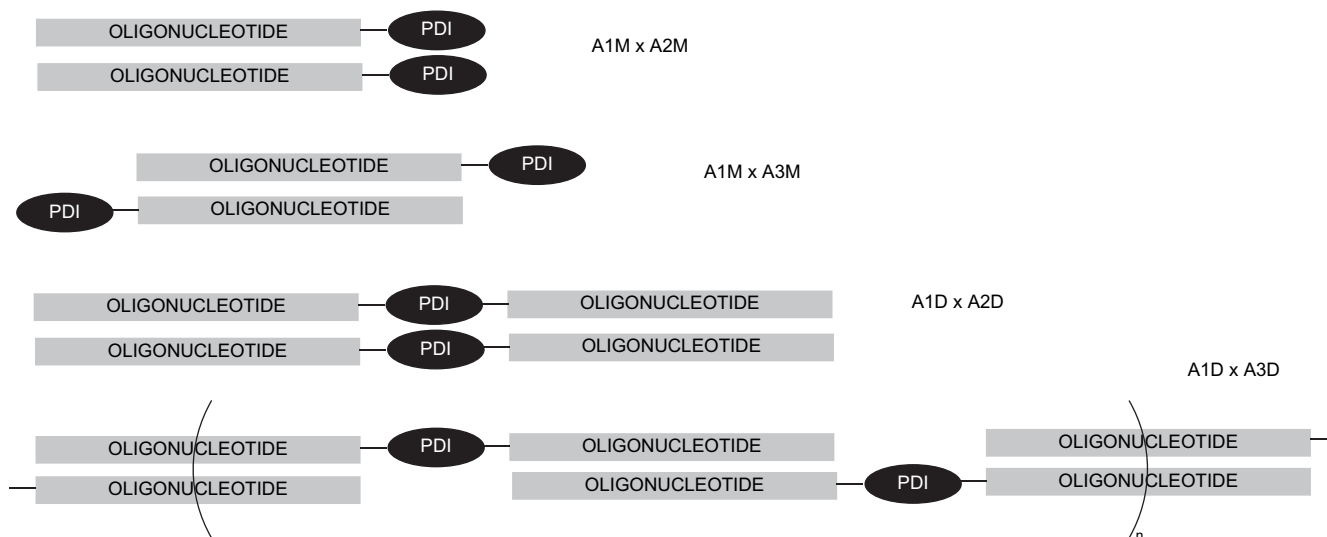 OLIGONUCLEOTIDE PDI
A1M x A2M
OLIGONUCLEOTIDE PDI
OLIGONUCLEOTIDE PDI
A1M x A3M
PDI OLIGONUCLEOTIDE
OLIGONUCLEOTIDE PDI OLIGONUCLEOTIDE
A1D x A2D
OLIGONUCLEOTIDE PDI OLIGONUCLEOTIDE
A1D x A3D
OLIGONUCLEOTIDE PDI OLIGONUCLEOTIDE OLIGONUCLEOTIDE
OLIGONUCLEOTIDE OLIGONUCLEOTIDE PDI OLIGONUCLEOTIDE
n